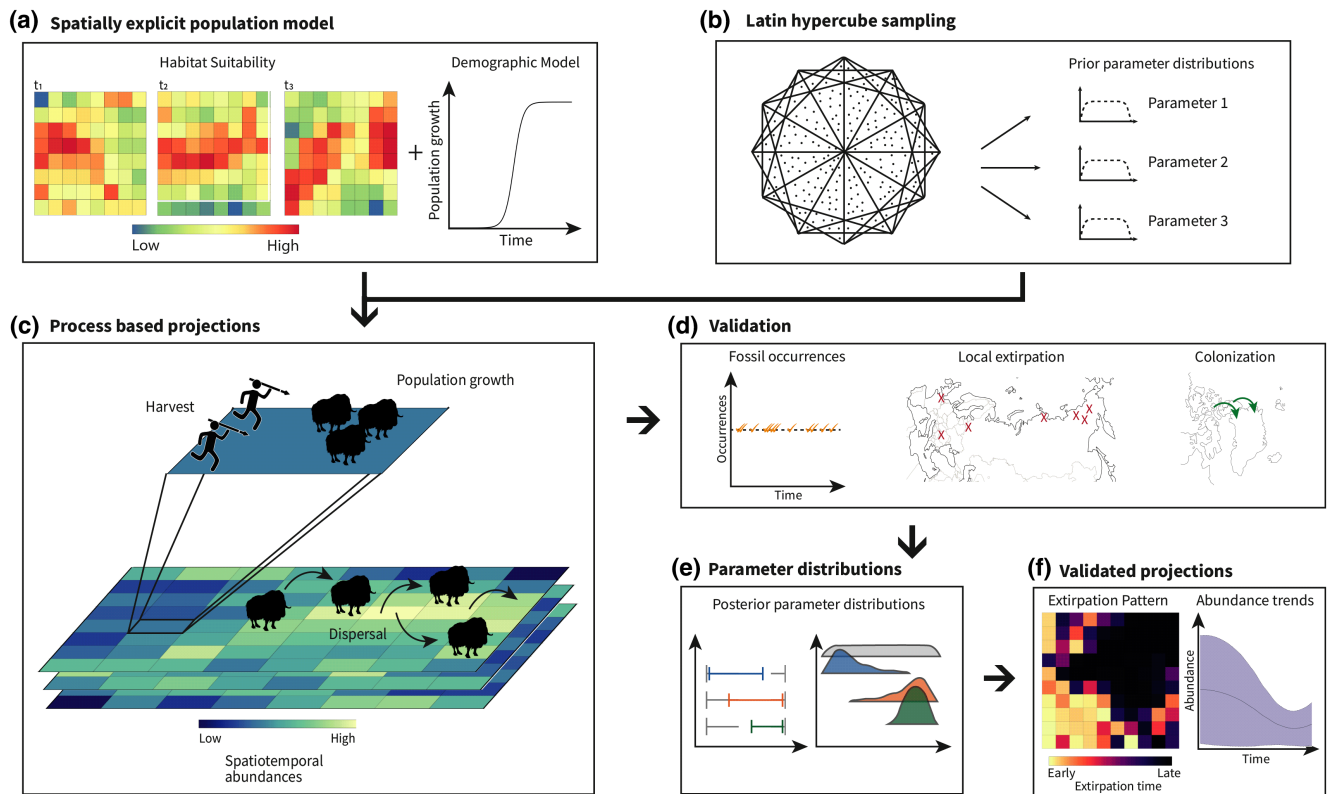 (a) Spatially explicit population model
Habitat Suitability
t₁
t₂
t₃
Low
High
+
Demographic Model
Population growth
Time
(b) Latin hypercube sampling
Prior parameter distributions
Parameter 1
Parameter 2
Parameter 3
(c) Process based projections
Harvest
Population growth
Dispersal
Low
High
Spatiotemporal
abundances
(d) Validation
Fossil occurrences
Occurrences
Time
Local extirpation
X
X
X
X
X
X
X
Colonization
(e) Parameter distributions
Posterior parameter distributions
(f) Validated projections
Extirpation Pattern
Early
Late
Extirpation time
Abundance trends
Abundance
Time